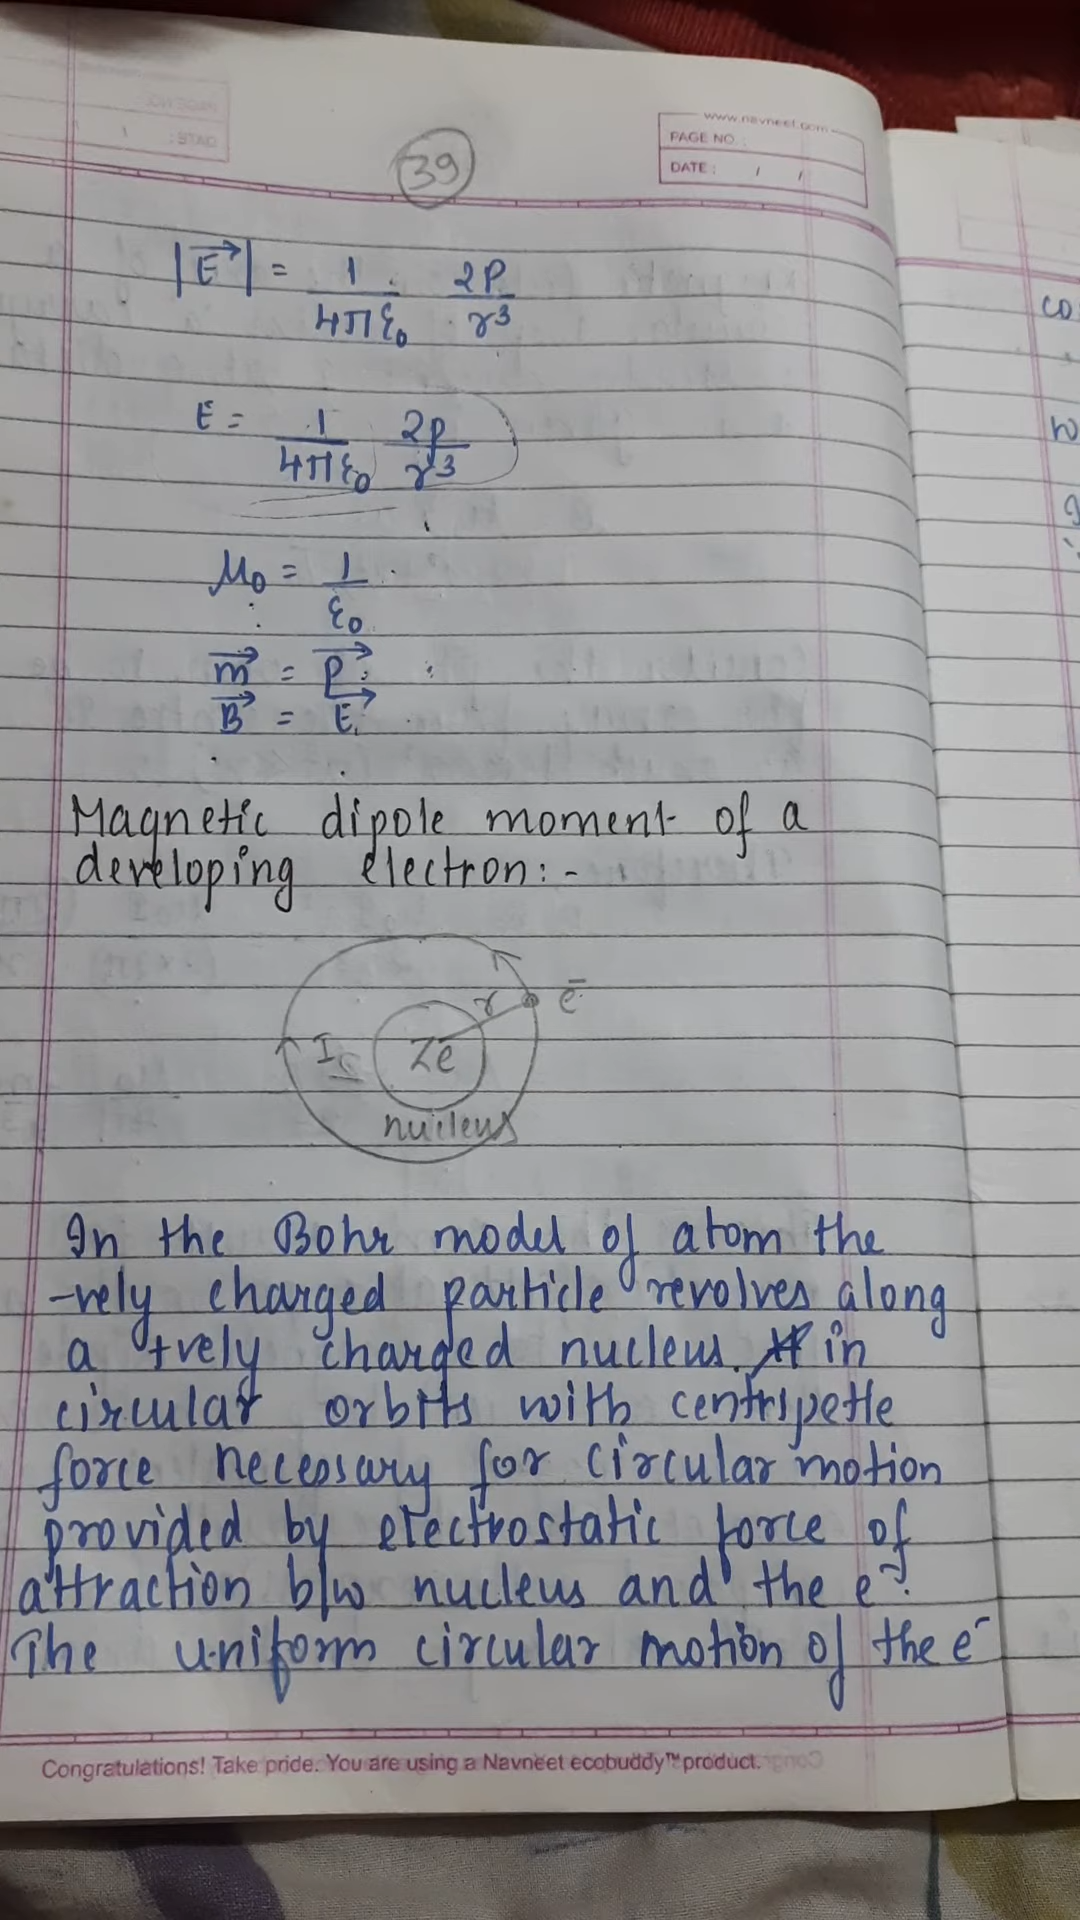 www.navneet.com
PAGE NO. :
DATE : / /
39
|E⃗| = 1/4πε₀ 2P/r³
E = 1/4πε₀ 2p/r³
μ₀ = 1/ε₀
m⃗ = P⃗
B⃗ = E⃗
Magnetic dipole moment of a
developing electron:-
r e⁻
I Ze
nucleus
In the Bohr model of atom the
-vely charged particle revolves along
a +vely charged nucleus. in
circular orbits with centripetle
force necessary for circular motion
provided by electrostatic force of
attraction b/w nucleus and the e⁻.
The uniform circular motion of the e⁻
Congratulations! Take pride. You are using a Navneet ecobuddy™ product.